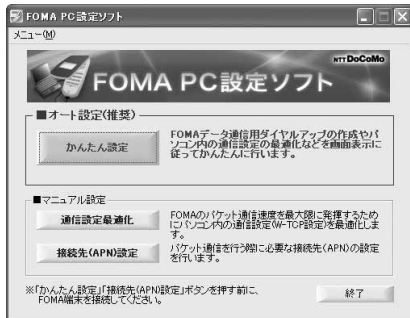 FOMA PC設定ソフト
メニュー(M)
NTT DoCoMo
FOMA PC設定ソフト
■オート設定(推奨)
かんたん設定
FOMAデータ通信用ダイヤルアップの作成やパ
ソコン内の通信設定の最適化などを画面表示に
従ってかんたんに行います。
■マニュアル設定
通信設定最適化
FOMAのパケット通信速度を最大限に発揮するため
にパソコン内の通信設定(W-TCP設定)を最適化しま
す。
接続先(APN)設定
パケット通信を行う際に必要な接続先(APN)の設定
を行います。
※「かんたん設定」「接続先(APN)設定」ボタンを押す前に、
FOMA端末を接続してください。
終了